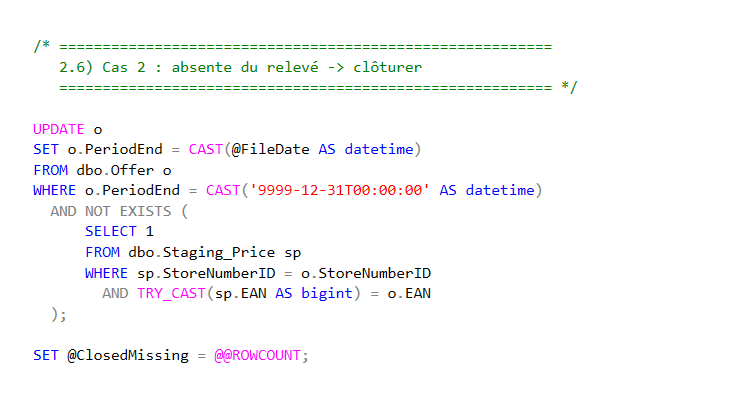 /* =========================================================
2.6) Cas 2 : absente du relevé -> clôturer
========================================================= */
UPDATE o
SET o.PeriodEnd = CAST(@FileDate AS datetime)
FROM dbo.Offer o
WHERE o.PeriodEnd = CAST('9999-12-31T00:00:00' AS datetime)
AND NOT EXISTS (
SELECT 1
FROM dbo.Staging_Price sp
WHERE sp.StoreNumberID = o.StoreNumberID
AND TRY_CAST(sp.EAN AS bigint) = o.EAN
);
SET @ClosedMissing = @@ROWCOUNT;